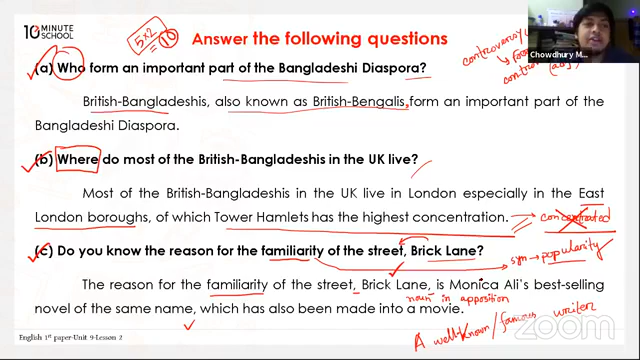 10 MINUTE SCHOOL
5×2 =10
Answer the following questions
controversy
Chowdhury M...
(a) Who form an important part of the Bangladeshi Diaspora?
British-Bangladeshis, also known as British-Bengalis, form an important part of the
Bangladeshi Diaspora.
(b) Where do most of the British-Bangladeshis in the UK live?
Most of the British-Bangladeshis in the UK live in London especially in the East
London boroughs, of which Tower Hamlets has the highest concentration. → concentrated
(c) Do you know the reason for the familiarity of the street, Brick Lane?
syn → popularity
The reason for the familiarity of the street, Brick Lane, is Monica Ali's best-selling
noun in apposition
novel of the same name, which has also been made into a movie.
A well-known/famous writer
English 1st paper-Unit 9-Lesson 2
zoom